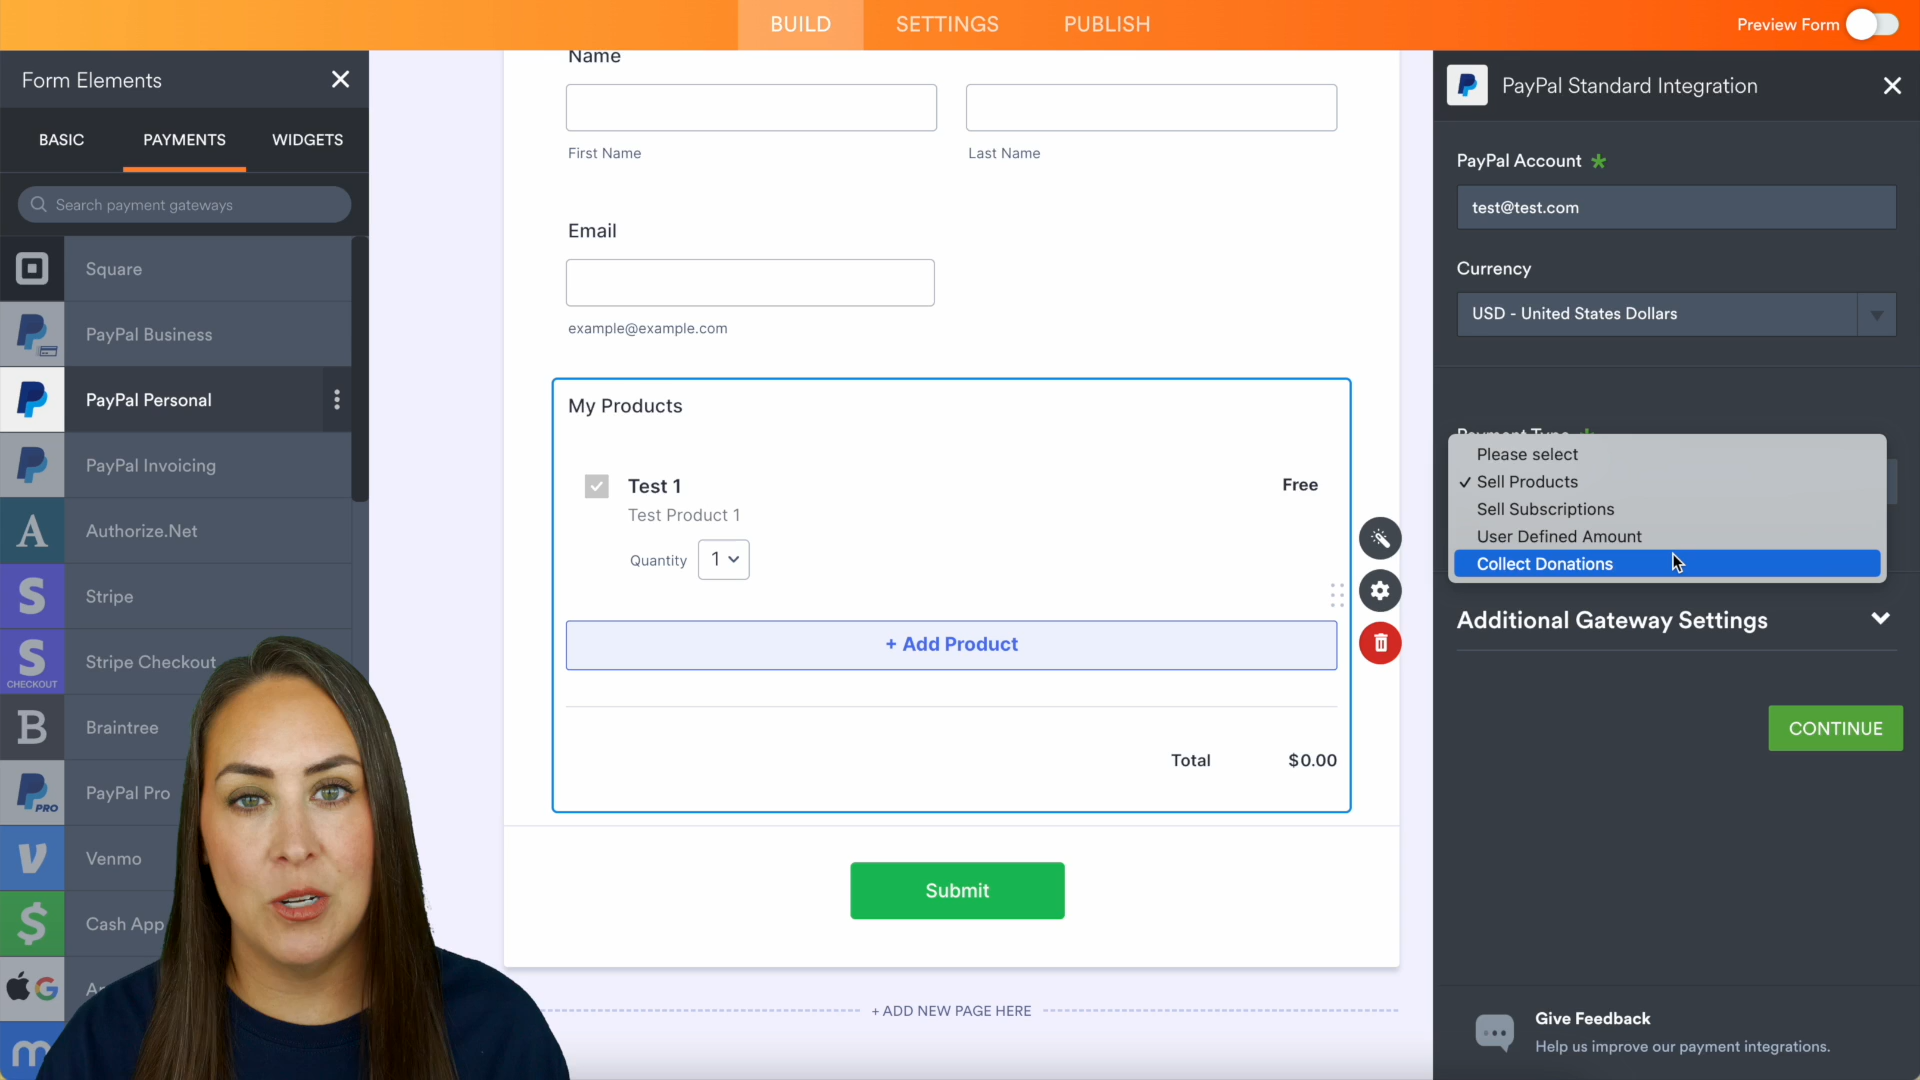 BUILD
SETTINGS
PUBLISH
Preview Form
Form Elements
BASIC
PAYMENTS
WIDGETS
Search payment gateways
Square
PayPal Business
PayPal Personal
PayPal Invoicing
Authorize.Net
Stripe
CHECKOUT
Stripe Checkout
Braintree
PRO
PayPal Pro
Venmo
Cash App
Name
First Name
Last Name
Email
example@example.com
My Products
Test 1
Free
Test Product 1
Quantity
1
+ Add Product
Total
$0.00
Submit
+ ADD NEW PAGE HERE
PayPal Standard Integration
PayPal Account *
test@test.com
Currency
USD - United States Dollars
Payment Type *
Please select
✓ Sell Products
Sell Subscriptions
User Defined Amount
Collect Donations
Additional Gateway Settings
CONTINUE
Give Feedback
Help us improve our payment integrations.